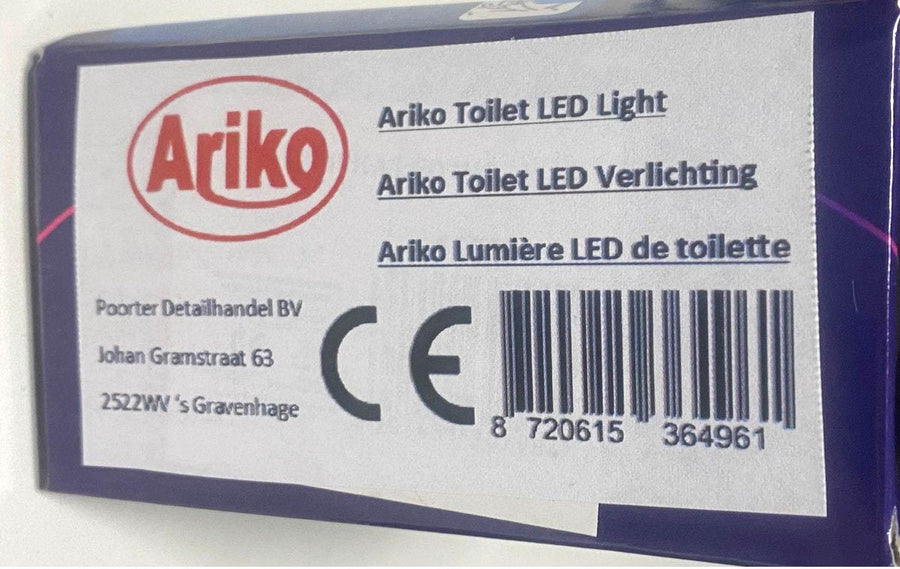 Ariko
Ariko Toilet LED Light
Ariko Toilet LED Verlichting
Ariko Lumière LED de toilette
Poorter Detailhandel BV
Johan Gramstraat 63
2522WV 's Gravenhage
CE
8 720615 364961